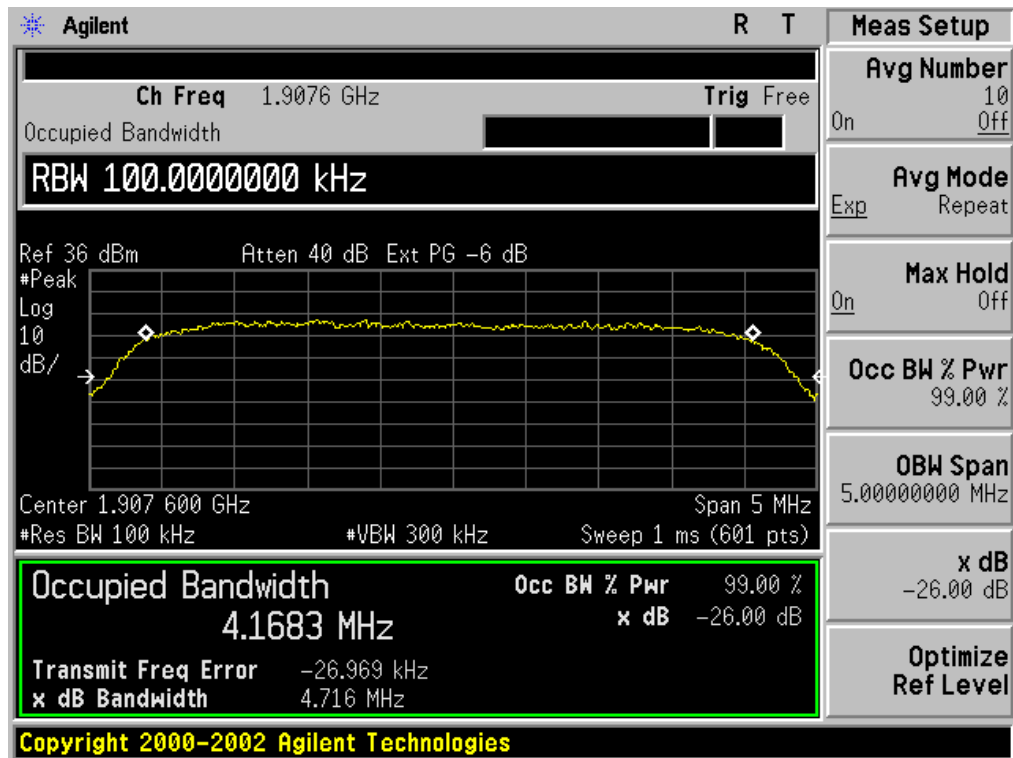 Agilent R T
Ch Freq 1.9076 GHz Trig Free
Occupied Bandwidth
RBW 100.0000000 kHz
Ref 36 dBm Atten 40 dB Ext PG -6 dB
#Peak
Log
10
dB/
Center 1.907 600 GHz Span 5 MHz
#Res BW 100 kHz #VBW 300 kHz Sweep 1 ms (601 pts)
Occupied Bandwidth Occ BW % Pwr 99.00 %
4.1683 MHz x dB -26.00 dB
Transmit Freq Error -26.969 kHz
x dB Bandwidth 4.716 MHz
Copyright 2000-2002 Agilent Technologies
Meas Setup
Avg Number
10
On Off
Avg Mode
Exp Repeat
Max Hold
On Off
Occ BW % Pwr
99.00 %
OBW Span
5.00000000 MHz
x dB
-26.00 dB
Optimize
Ref Level